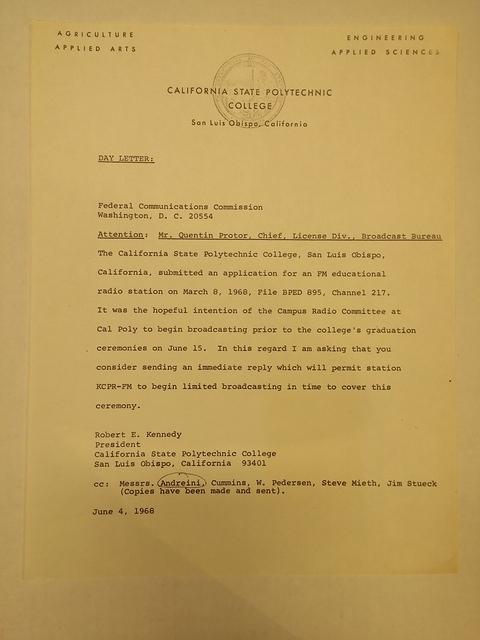 AGRICULTURE
APPLIED ARTS
ENGINEERING
APPLIED SCIENCES
CALIFORNIA STATE POLYTECHNIC
COLLEGE
San Luis Obispo, California
DAY LETTER:
Federal Communications Commission
Washington, D. C. 20554
Attention: Mr. Quentin Protor, Chief, License Div., Broadcast Bureau
The California State Polytechnic College, San Luis Obispo,
California, submitted an application for an FM educational
radio station on March 8, 1968, File BPED 895, Channel 217.
It was the hopeful intention of the Campus Radio Committee at
Cal Poly to begin broadcasting prior to the college's graduation
ceremonies on June 15. In this regard I am asking that you
consider sending an immediate reply which will permit station
KCPR-FM to begin limited broadcasting in time to cover this
ceremony.
Robert E. Kennedy
President
California State Polytechnic College
San Luis Obispo, California 93401
cc: Messrs. Andreini, Cummins, W. Pedersen, Steve Mieth, Jim Stueck
(Copies have been made and sent).
June 4, 1968